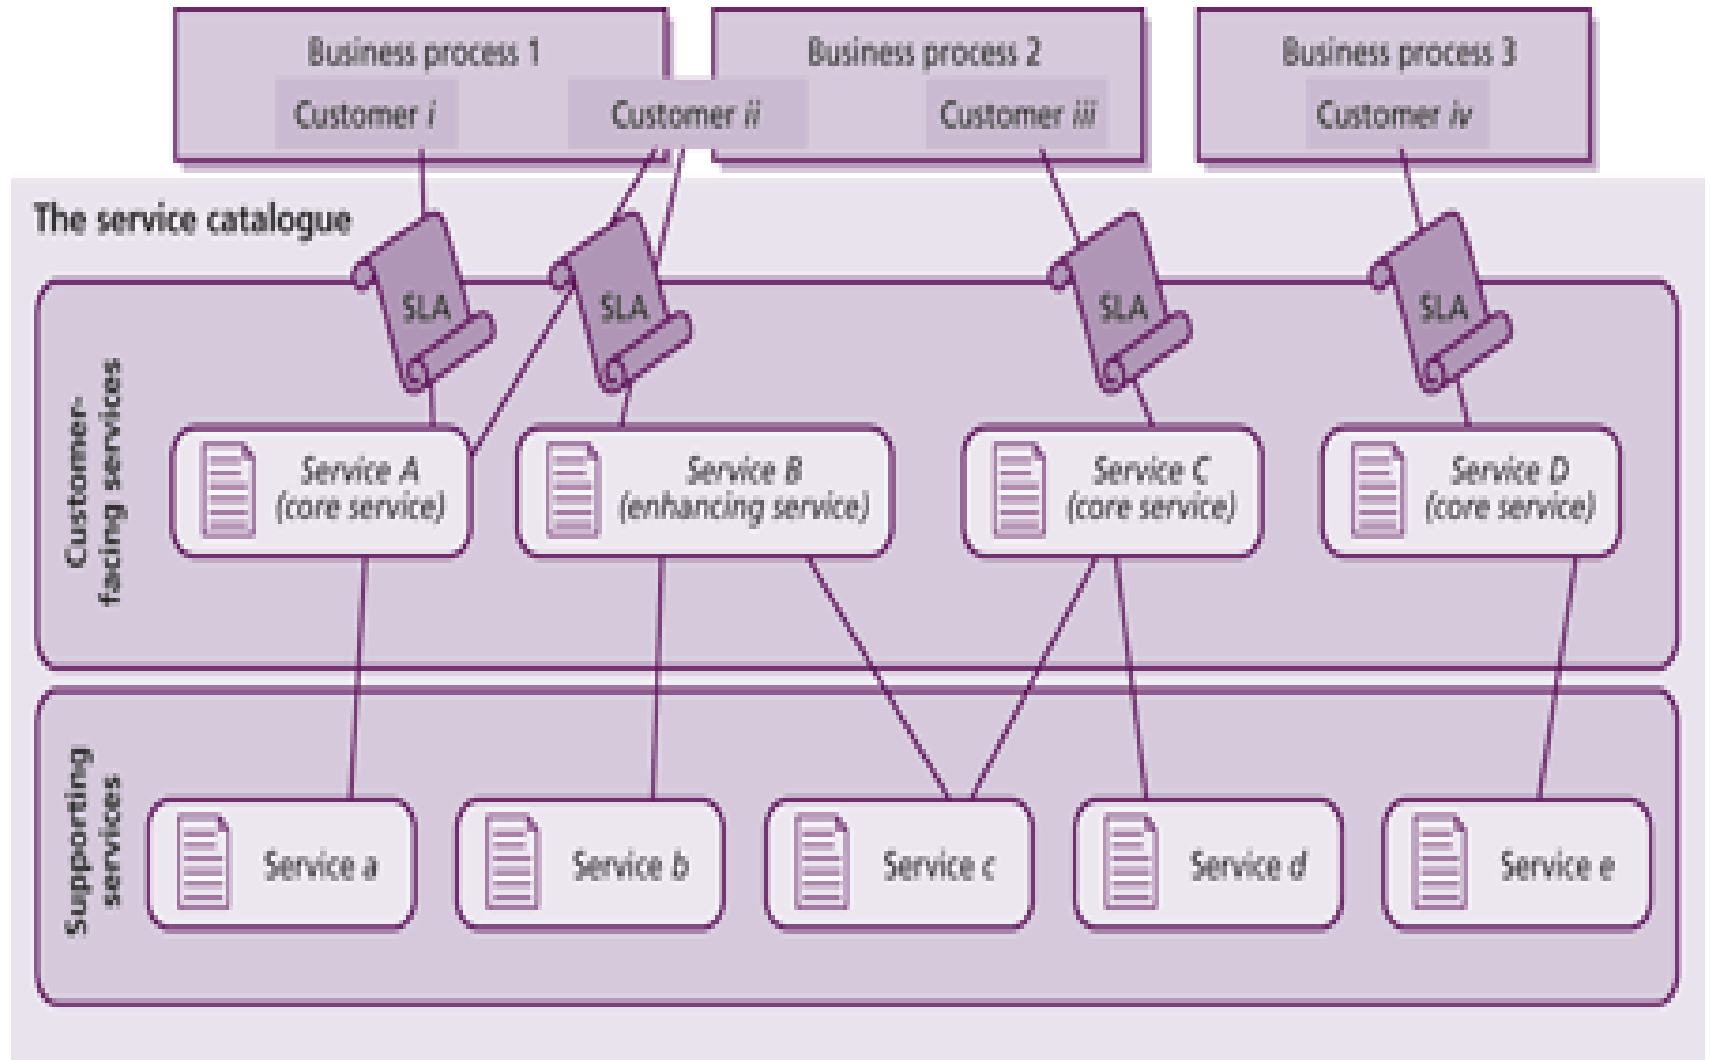 Business process 1
Business process 2
Business process 3
Customer i
Customer ii
Customer iii
Customer iv
The service catalogue
SLA
SLA
SLA
SLA
Customer-
facing services
Service A
(core service)
Service B
(enhancing service)
Service C
(core service)
Service D
(core service)
Supporting
services
Service a
Service b
Service c
Service d
Service e